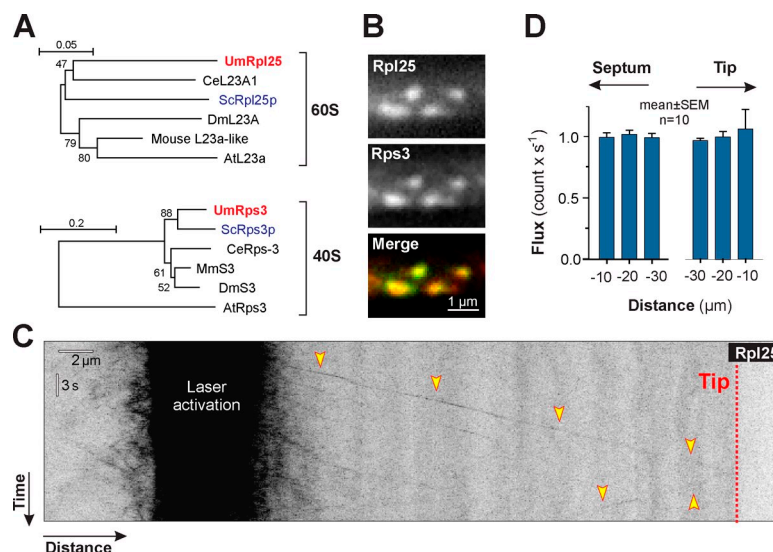 A
0.05
47
UmRpl25
CeL23A1
ScRpl25p
DmL23A
79
Mouse L23a-like
80
AtL23a
60S
0.2
88
UmRps3
ScRps3p
CeRps-3
61
MmS3
52
DmS3
AtRps3
40S
B
Rpl25
Rps3
Merge
1 µm
D
Septum
Tip
mean±SEM
n=10
Flux (count x s-1)
1.0
0.5
0.0
-10 -20 -30 -30 -20 -10
Distance (µm)
C
2 µm
3 s
Laser
activation
Rpl25
Tip
Time
Distance